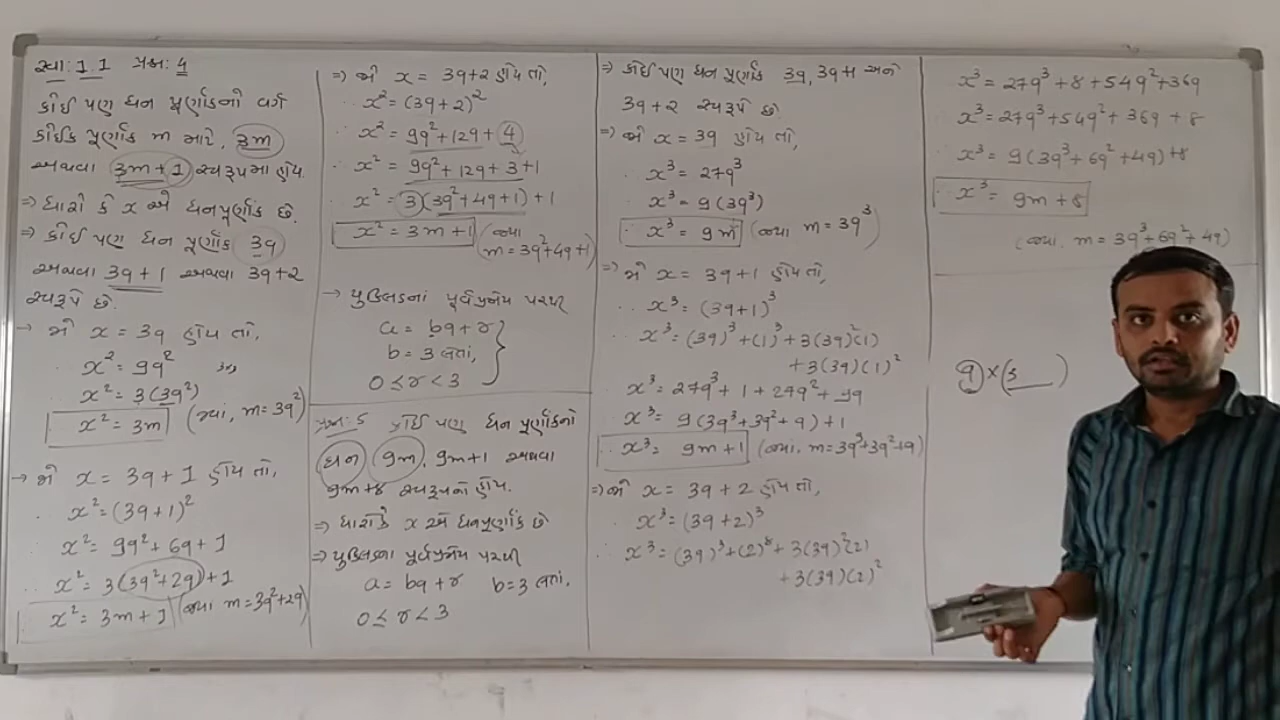 સ્વા: 1.1 પ્રશ્ન: 4
કોઈ પણ ધન પૂર્ણાંકનો વર્ગ
કોઈક પૂર્ણાંક m માટે, 3m
અથવા 3m+1 સ્વરૂપમાં હોય.
⇒ ધારો કે x એ ધનપૂર્ણાંક છે.
⇒ કોઈ પણ ધન પૂર્ણાંક 3q
અથવા 3q+1 અથવા 3q+2
સ્વરૂપે છે.
→ જો x = 3q હોય તો,
x² = 9q²
x² = 3(3q²)
x² = 3m (જ્યાં, m = 3q²)
→ જો x = 3q + 1 હોય તો,
∴ x² = (3q+1)²
x² = 9q² + 6q + 1
x² = 3(3q²+2q)+1
x² = 3m + 1 (જ્યાં m = 3q²+2q)
⇒ જો x = 3q+2 હોય તો,
∴ x² = (3q+2)²
∴ x² = 9q²+12q+4
∴ x² = 9q² + 12q + 3+1
x² = 3(3q²+4q+1)+1
x² = 3m+1 (જ્યાં
m = 3q²+4q+1)
→ યુક્લિડનાં પૂર્વપ્રમેય પરથી
a = bq+r
b = 3 લેતાં,
0 ≤ r < 3
પ્રશ્ન: 5 કોઈ પણ ધન પૂર્ણાંકનો
ઘન 9m, 9m+1 અથવા
9m+8 સ્વરૂપનો હોય.
⇒ ધારોકે x એ ધનપૂર્ણાંક છે
⇒ યુક્લિડના પૂર્વપ્રમેય પરથી
a = bq+r b=3 લેતાં.
0 ≤ r < 3
⇒ કોઈ પણ ધન પૂર્ણાંક 3q, 3q+1 અને
3q+2 સ્વરૂપે છે.
⇒ જો x = 3q હોય તો,
∴ x³ = 27q³
∴ x³ = 9(3q³)
x³ = 9m (જ્યાં m = 3q³)
⇒ જો x = 3q+1 હોય તો,
∴ x³ = (3q+1)³
∴ x³ = (3q)³+(1)³+3(3q)²(1)
+3(3q)(1)²
x³ = 27q³ + 1 + 27q² + 9q
x³ = 9(3q³+3q²+q)+1
∴ x³ = 9m+1 (જ્યાં. m = 3q³+3q²+q)
⇒ જો x = 3q + 2 હોય તો,
∴ x³ = (3q+2)³
∴ x³ = (3q)³+(2)³+3(3q)²(2)
+3(3q)(2)²
x³ = 27q³+8+54q²+36q
x³ = 27q³+54q²+36q+8
x³ = 9(3q³+6q²+4q)+8
∴ x³ = 9m+8
(જ્યાં. m = 3q³+6q²+4q)
9×(3